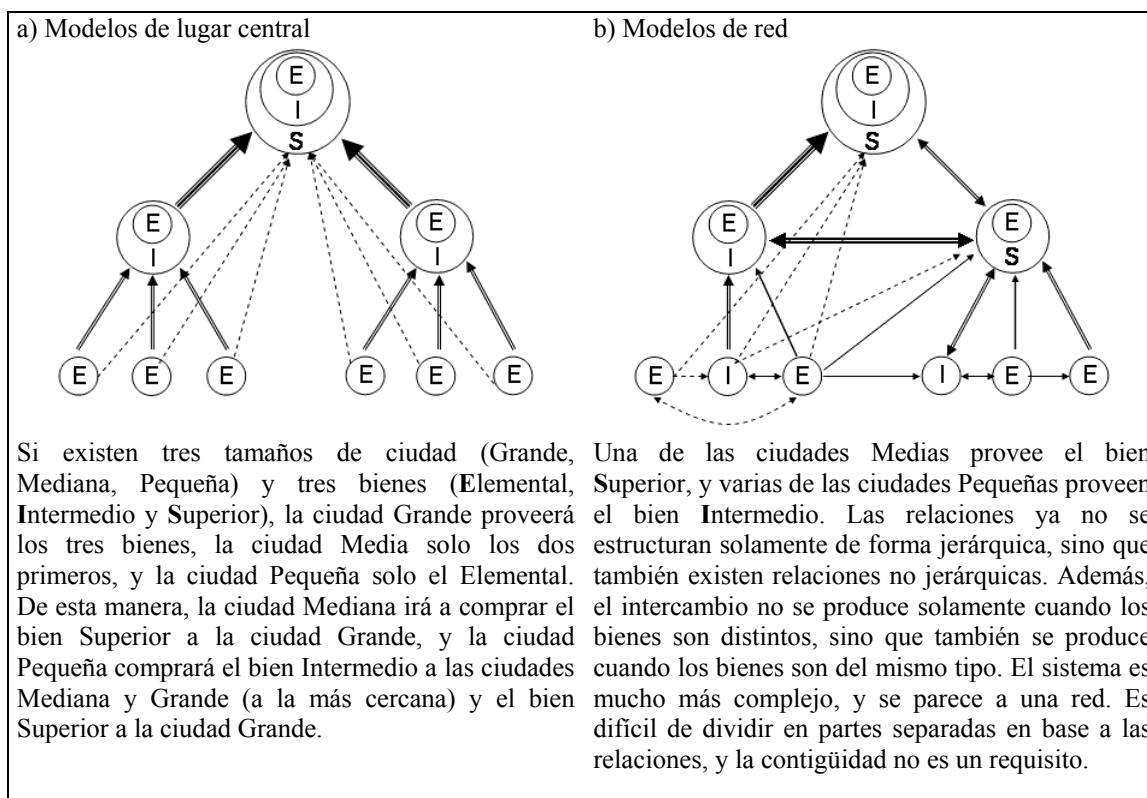 a) Modelos de lugar central
E
I
S
E
I
E
I
E
E
E
E
E
E
Si existen tres tamaños de ciudad (Grande,
Mediana, Pequeña) y tres bienes (Elemental,
Intermedio y Superior), la ciudad Grande proveerá
los tres bienes, la ciudad Media solo los dos
primeros, y la ciudad Pequeña solo el Elemental.
De esta manera, la ciudad Mediana irá a comprar el
bien Superior a la ciudad Grande, y la ciudad
Pequeña comprará el bien Intermedio a las ciudades
Mediana y Grande (a la más cercana) y el bien
Superior a la ciudad Grande.
b) Modelos de red
E
I
S
E
I
E
S
E
I
E
I
E
E
Una de las ciudades Medias provee el bien
Superior, y varias de las ciudades Pequeñas proveen
el bien Intermedio. Las relaciones ya no se
estructuran solamente de forma jerárquica, sino que
también existen relaciones no jerárquicas. Además,
el intercambio no se produce solamente cuando los
bienes son distintos, sino que también se produce
cuando los bienes son del mismo tipo. El sistema es
mucho más complejo, y se parece a una red. Es
difícil de dividir en partes separadas en base a las
relaciones, y la contigüidad no es un requisito.